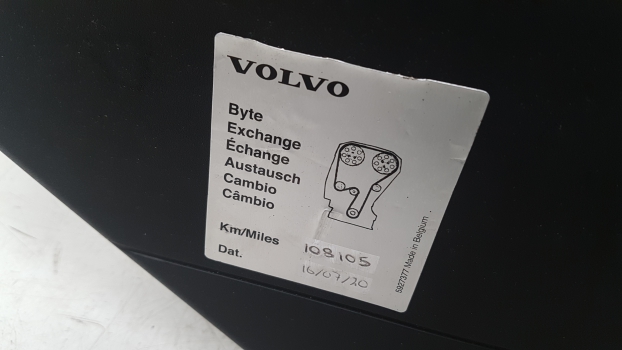 VOLVO
Byte
Exchange
Échange
Austausch
Cambio
Câmbio
Km/Miles 108105
Dat. 16/07/20
5927377 Made in Belgium